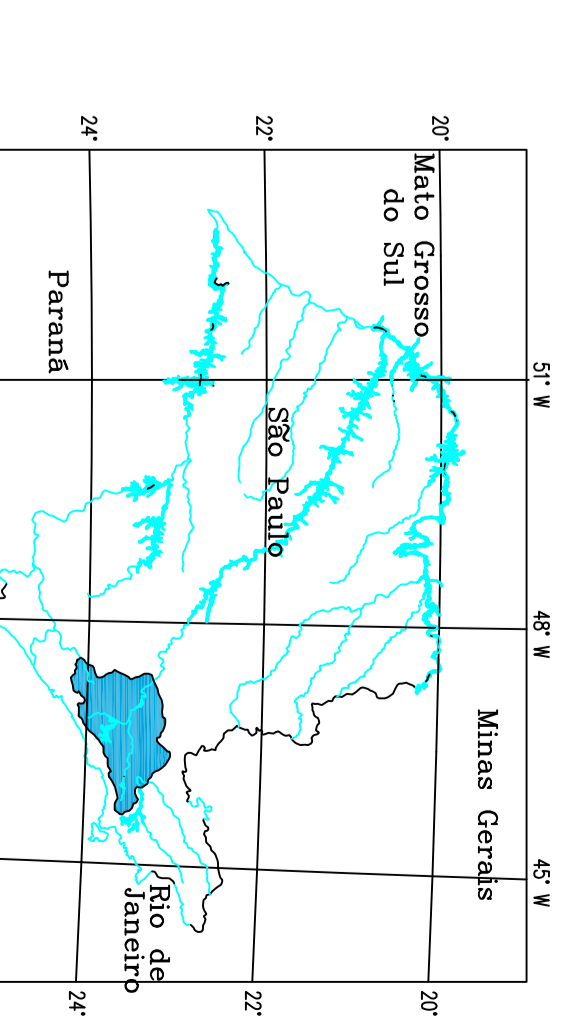 51° W
48° W
45° W
20°
Mato Grosso
do Sul
Minas Gerais
20°
22°
São Paulo
22°
24°
Paraná
Rio de
Janeiro
24°